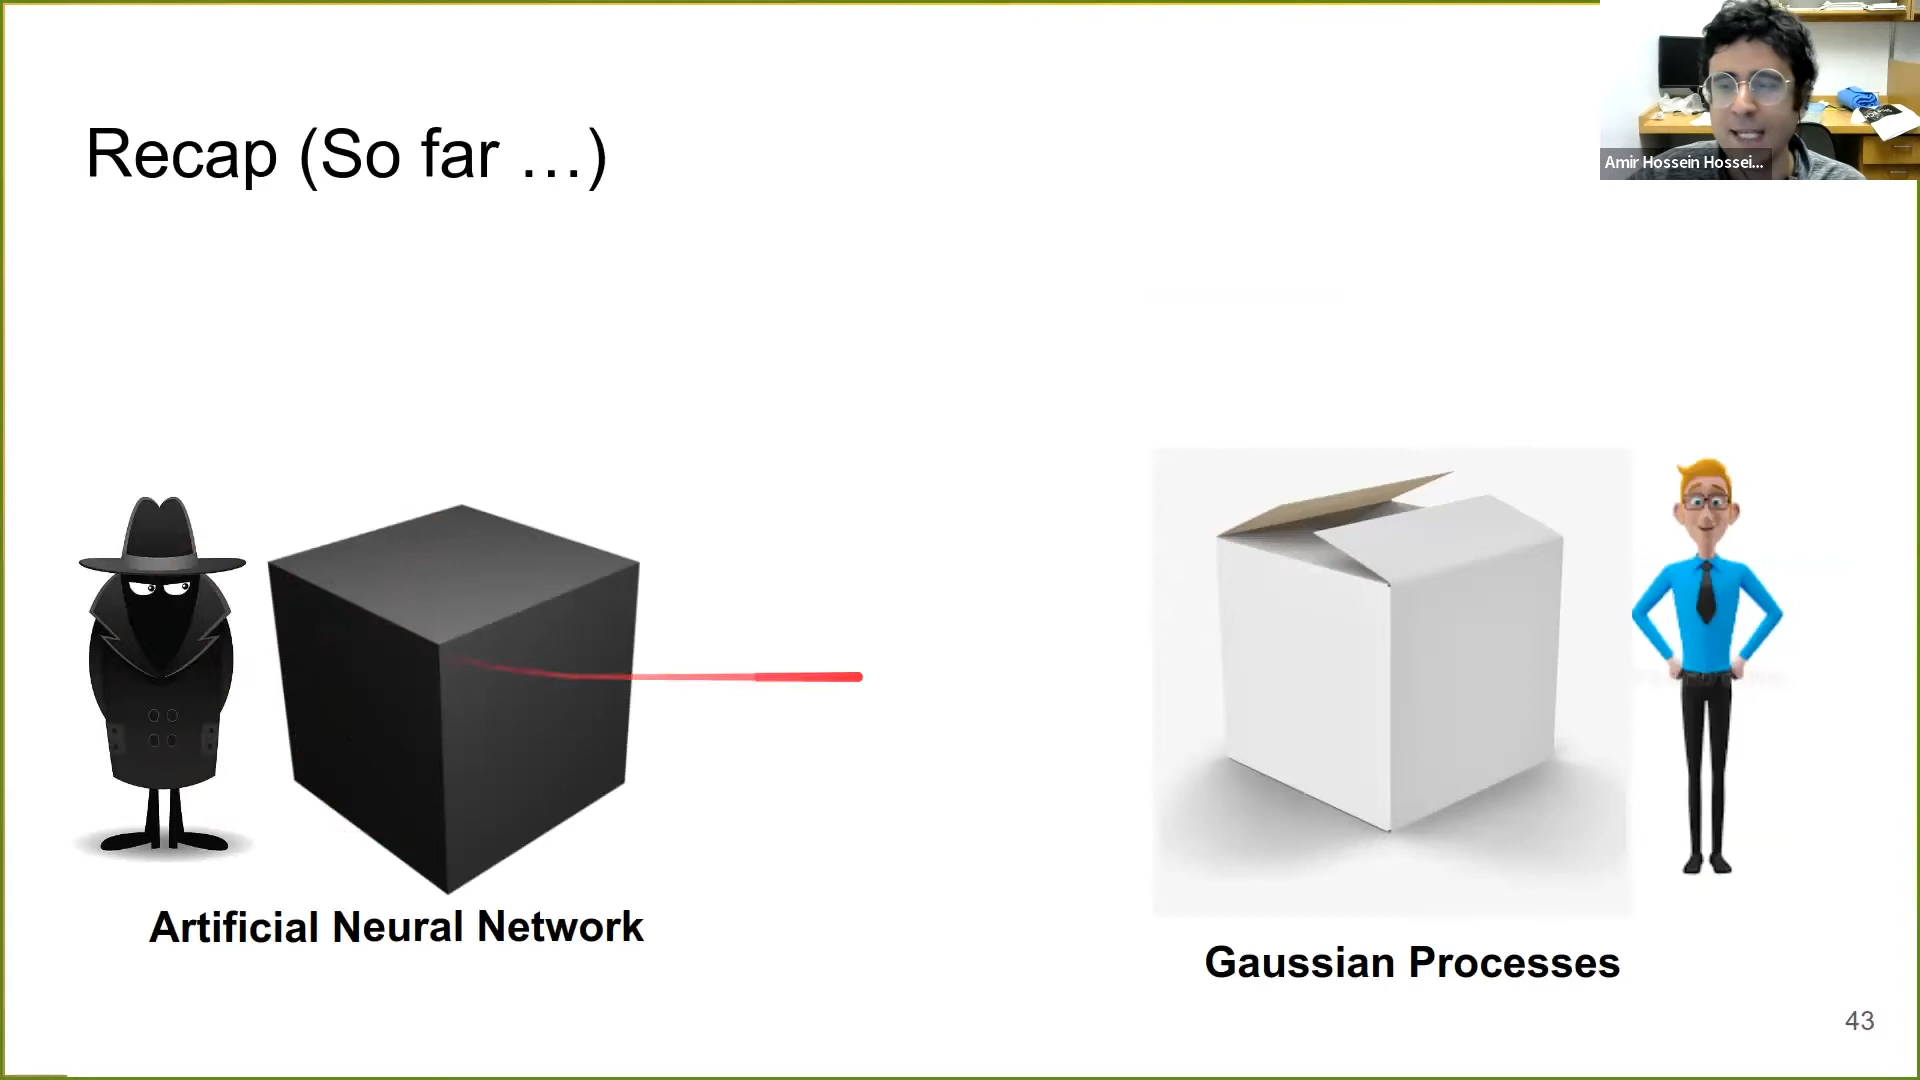 Recap (So far ...)
Amir Hossein Hossei...
Artificial Neural Network
Gaussian Processes
43